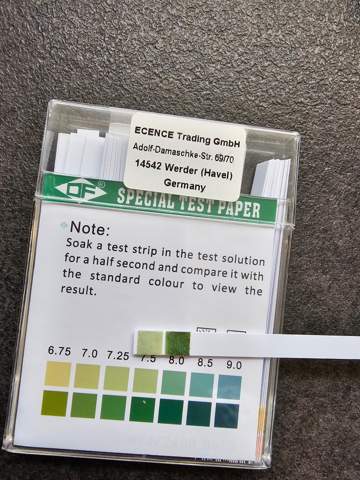 ECENCE Trading GmbH
Adolf-Damaschke-Str. 69/70
14542 Werder (Havel)
Germany
SPECIAL TEST PAPER
Note:
Soak a test strip in the test solution
for a half second and compare it with
the standard colour to view the
result.
6.75 7.0 7.25 7.5 8.0 8.5 9.0